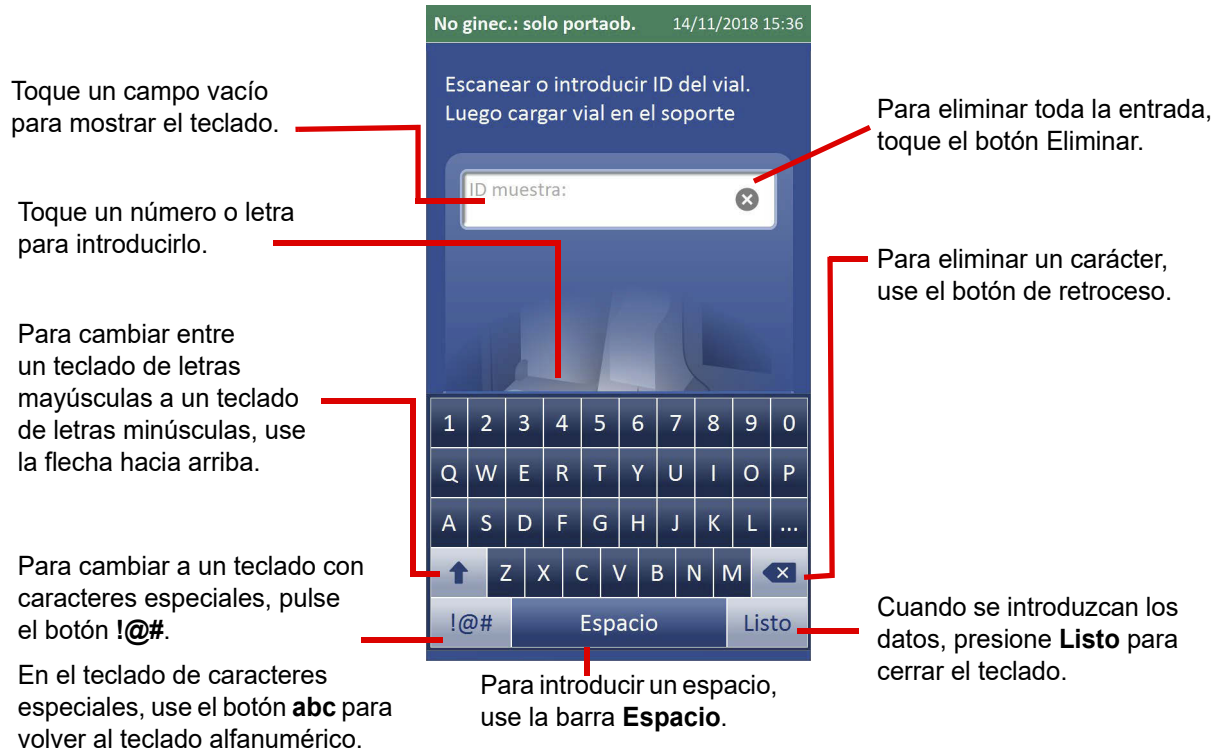 No ginec.: solo portaob. 14/11/2018 15:36
Escanear o introducir ID del vial.
Luego cargar vial en el soporte
ID muestra:
Toque un campo vacío
para mostrar el teclado.
Toque un número o letra
para introducirlo.
Para cambiar entre
un teclado de letras
mayúsculas a un teclado
de letras minúsculas, use
la flecha hacia arriba.
Para cambiar a un teclado con
caracteres especiales, pulse
el botón !@#.
En el teclado de caracteres
especiales, use el botón abc para
volver al teclado alfanumérico.
Para eliminar toda la entrada,
toque el botón Eliminar.
Para eliminar un carácter,
use el botón de retroceso.
1 2 3 4 5 6 7 8 9 0
Q W E R T Y U I O P
A S D F G H J K L ...
Z X C V B N M
!@# Espacio Listo
Cuando se introduzcan los
datos, presione Listo para
cerrar el teclado.
Para introducir un espacio,
use la barra Espacio.